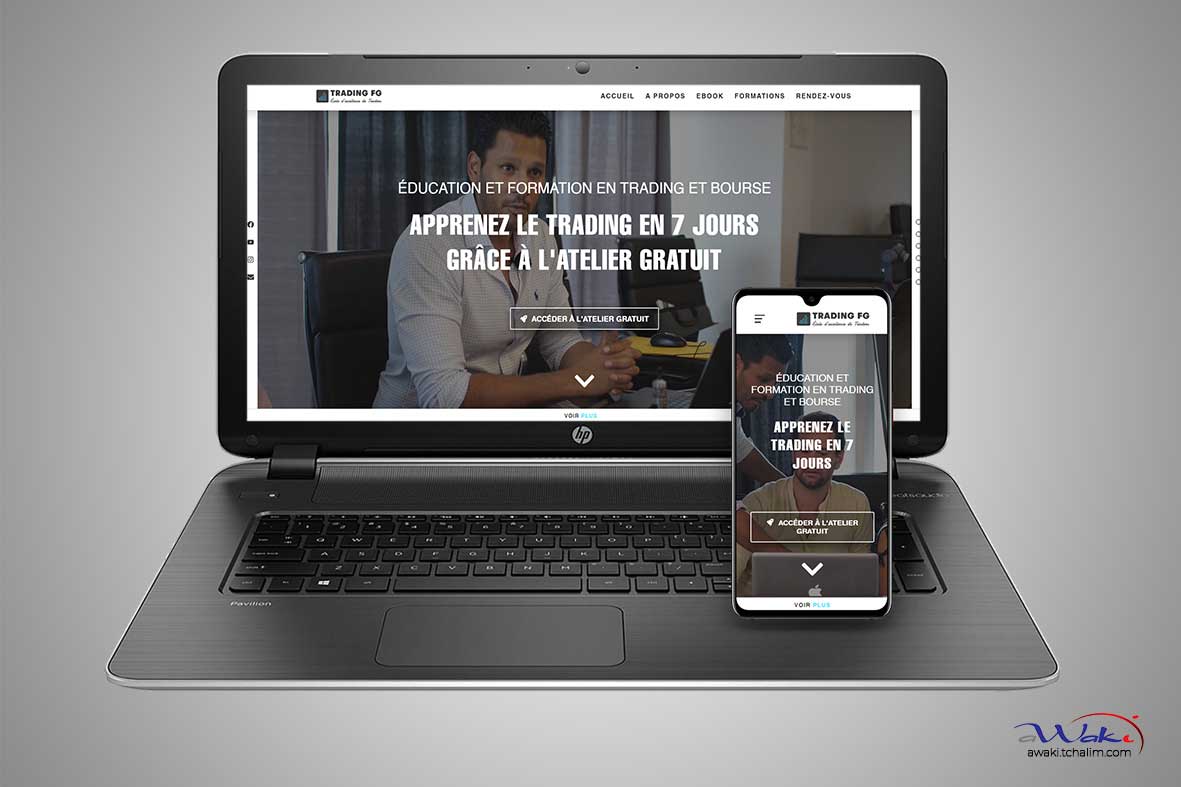 TRADING FG
École d'excellence de Traders
ACCUEIL A PROPOS EBOOK FORMATIONS RENDEZ-VOUS
ÉDUCATION ET FORMATION EN TRADING ET BOURSE
APPRENEZ LE TRADING EN 7 JOURS
GRÂCE À L'ATELIER GRATUIT
ACCÉDER À L'ATELIER GRATUIT
VOIR PLUS
hp
Pavilion
TRADING FG
École d'excellence de Traders
ÉDUCATION ET
FORMATION EN TRADING
ET BOURSE
APPRENEZ LE
TRADING EN 7
JOURS
ACCÉDER À L'ATELIER
GRATUIT
VOIR PLUS
aWaki
awaki.tchalim.com